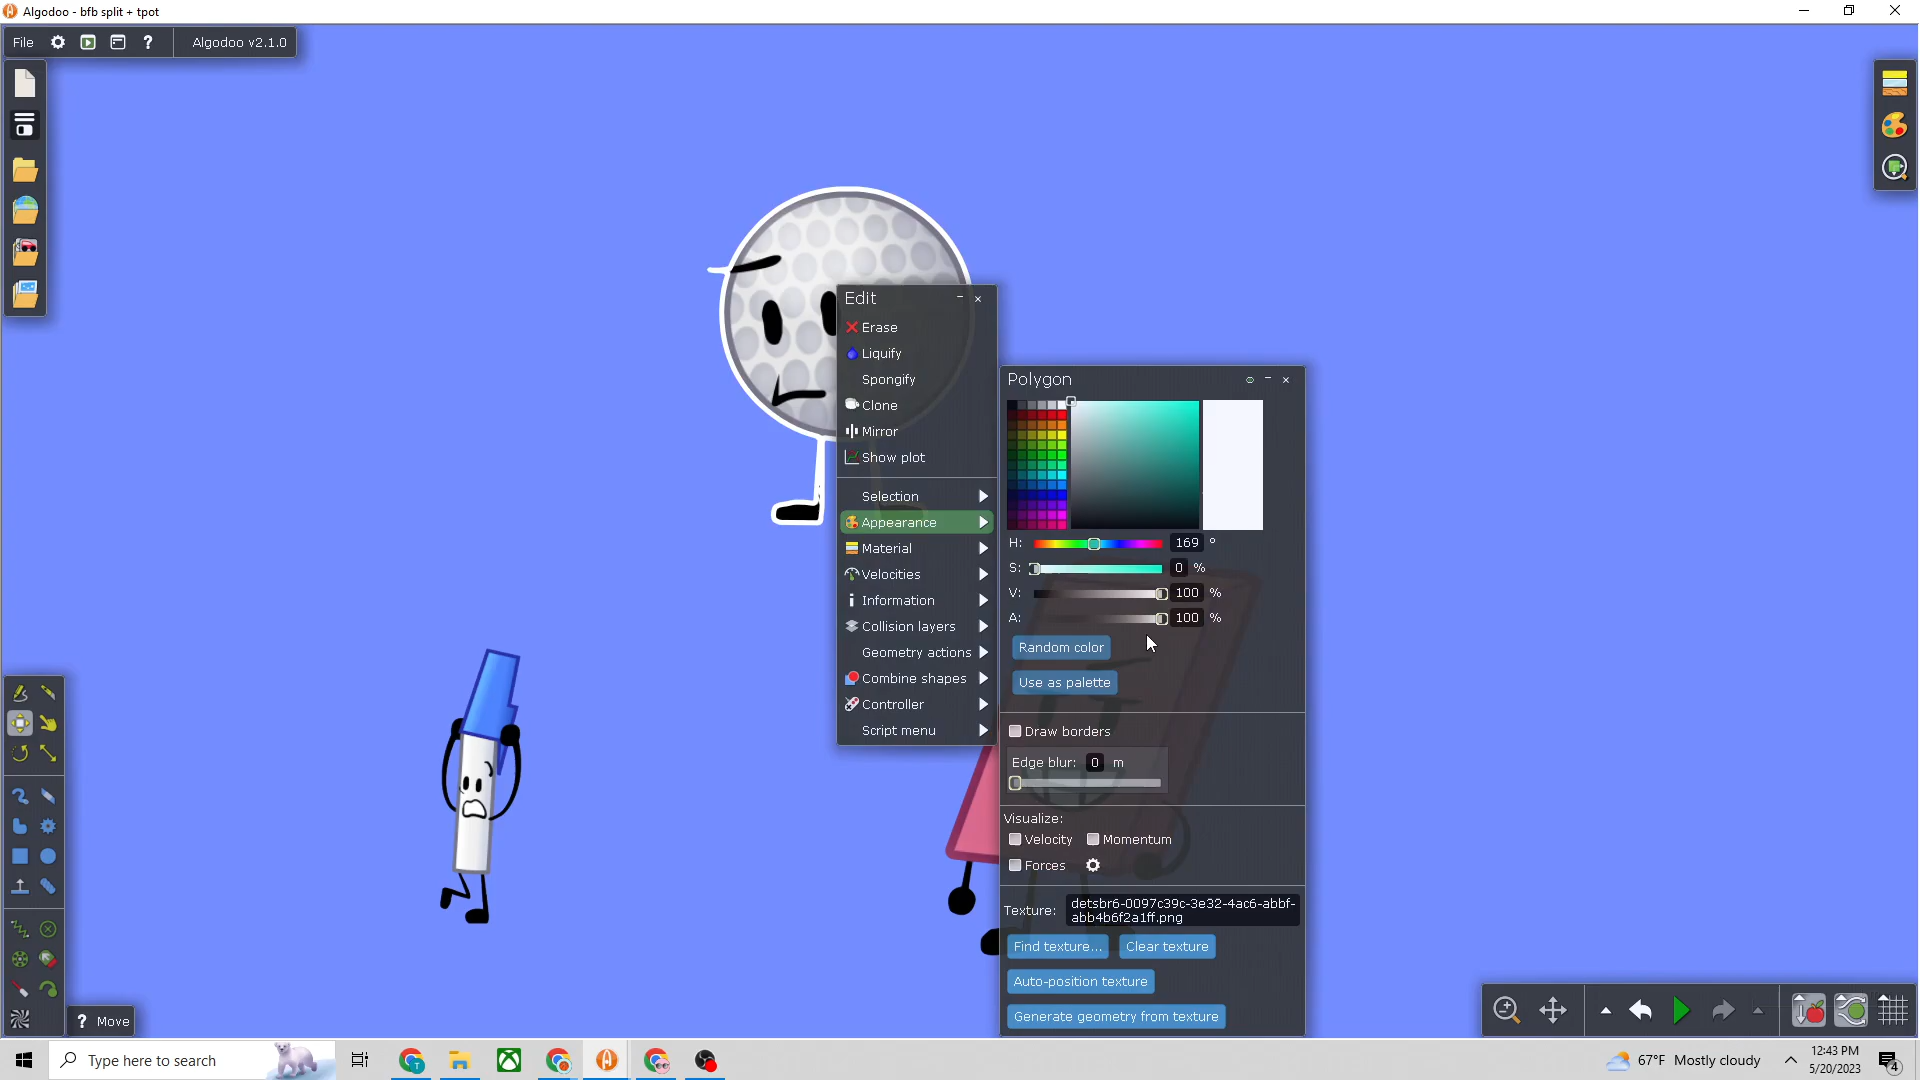 Algodoo - bfb split + tpot
File
?
Algodoo v2.1.0
Edit
Erase
Liquify
Spongify
Clone
Mirror
Show plot
Selection
Appearance
Material
Velocities
Information
Collision layers
Geometry actions
Combine shapes
Controller
Script menu
Polygon
H: 169 °
S: 0 %
V: 100 %
A: 100 %
Random color
Use as palette
Draw borders
Edge blur: 0 m
Visualize:
Velocity Momentum
Forces
Texture: detsbr6-0097c39c-3e32-4ac6-abbf-
abb4b6f2a1ff.png
Find texture... Clear texture
Auto-position texture
Generate geometry from texture
? Move
Type here to search
67°F Mostly cloudy
12:43 PM
5/20/2023
4